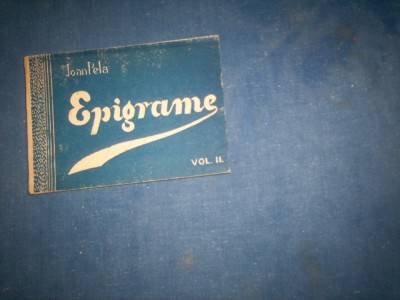 Ioan Pela
Epigrame
VOL. II.